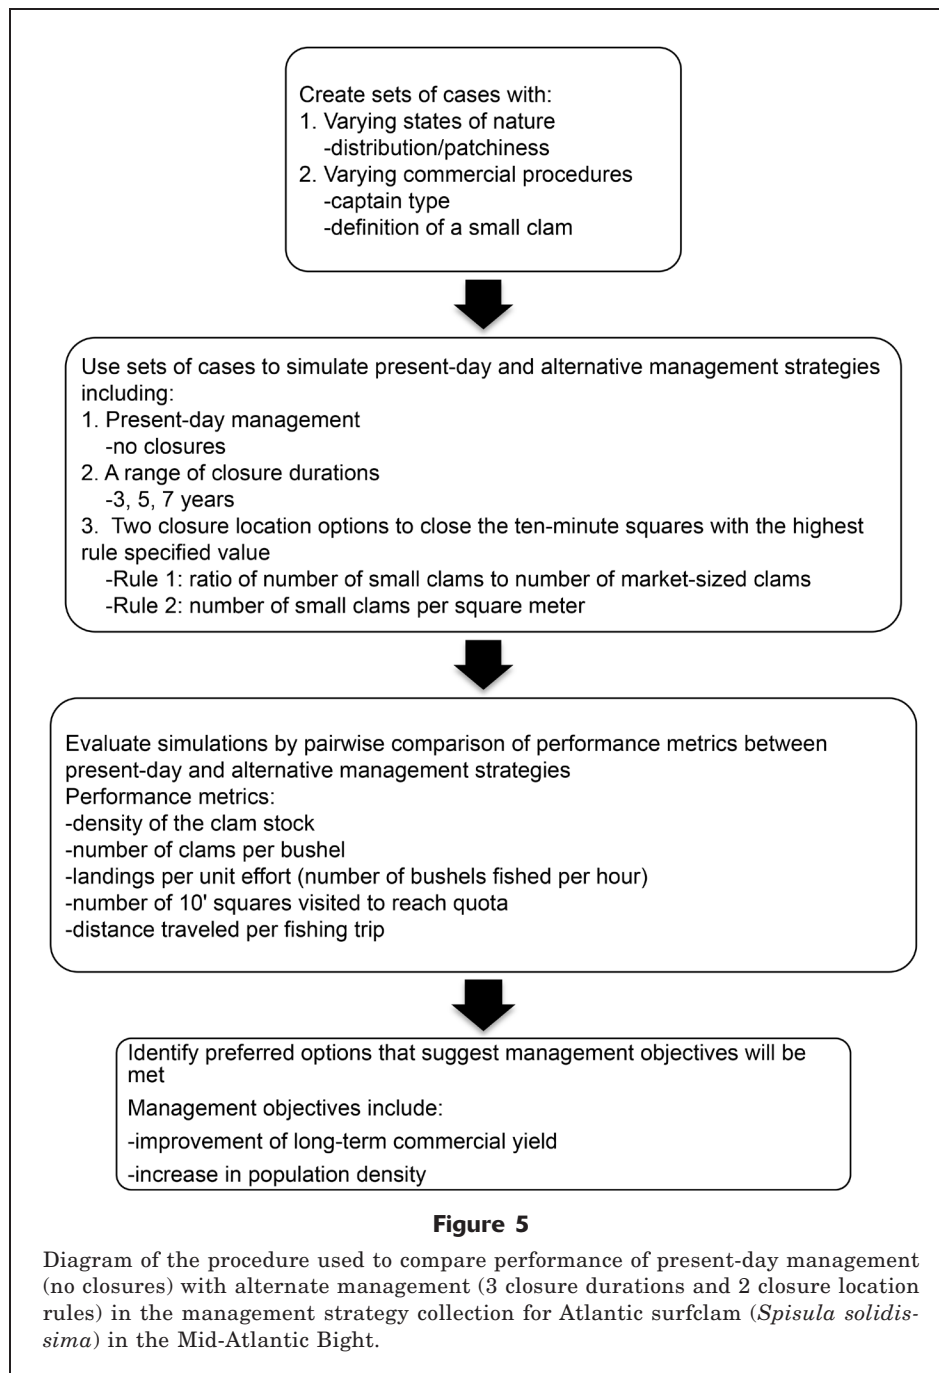 Create sets of cases with:
1. Varying states of nature
-distribution/patchiness
2. Varying commercial procedures
-captain type
-definition of a small clam
Use sets of cases to simulate present-day and alternative management strategies
including:
1. Present-day management
-no closures
2. A range of closure durations
-3, 5, 7 years
3. Two closure location options to close the ten-minute squares with the highest
rule specified value
-Rule 1: ratio of number of small clams to number of market-sized clams
-Rule 2: number of small clams per square meter
Evaluate simulations by pairwise comparison of performance metrics between
present-day and alternative management strategies
Performance metrics:
-density of the clam stock
-number of clams per bushel
-landings per unit effort (number of bushels fished per hour)
-number of 10' squares visited to reach quota
-distance traveled per fishing trip
Identify preferred options that suggest management objectives will be
met
Management objectives include:
-improvement of long-term commercial yield
-increase in population density
Figure 5
Diagram of the procedure used to compare performance of present-day management
(no closures) with alternate management (3 closure durations and 2 closure location
rules) in the management strategy collection for Atlantic surfclam (Spisula solidis-
sima) in the Mid-Atlantic Bight.